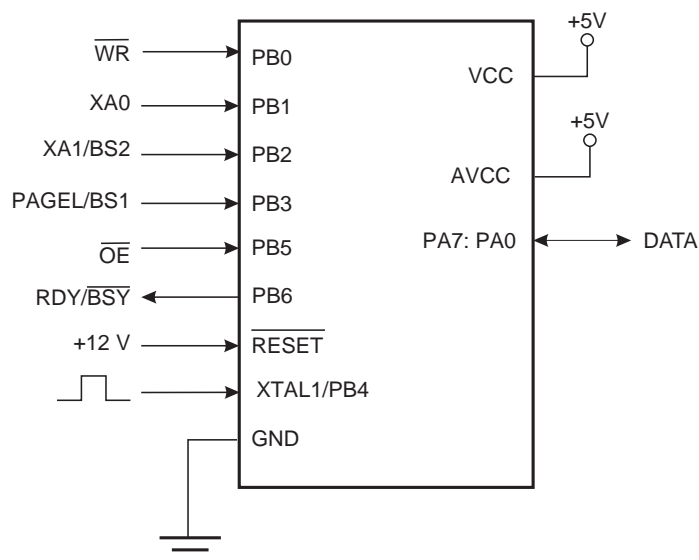 +5V
WR PB0
VCC
XA0 PB1
+5V
XA1/BS2 PB2
AVCC
PAGEL/BS1 PB3
OE PB5 PA7: PA0 DATA
RDY/BSY PB6
+12 V RESET
XTAL1/PB4
GND